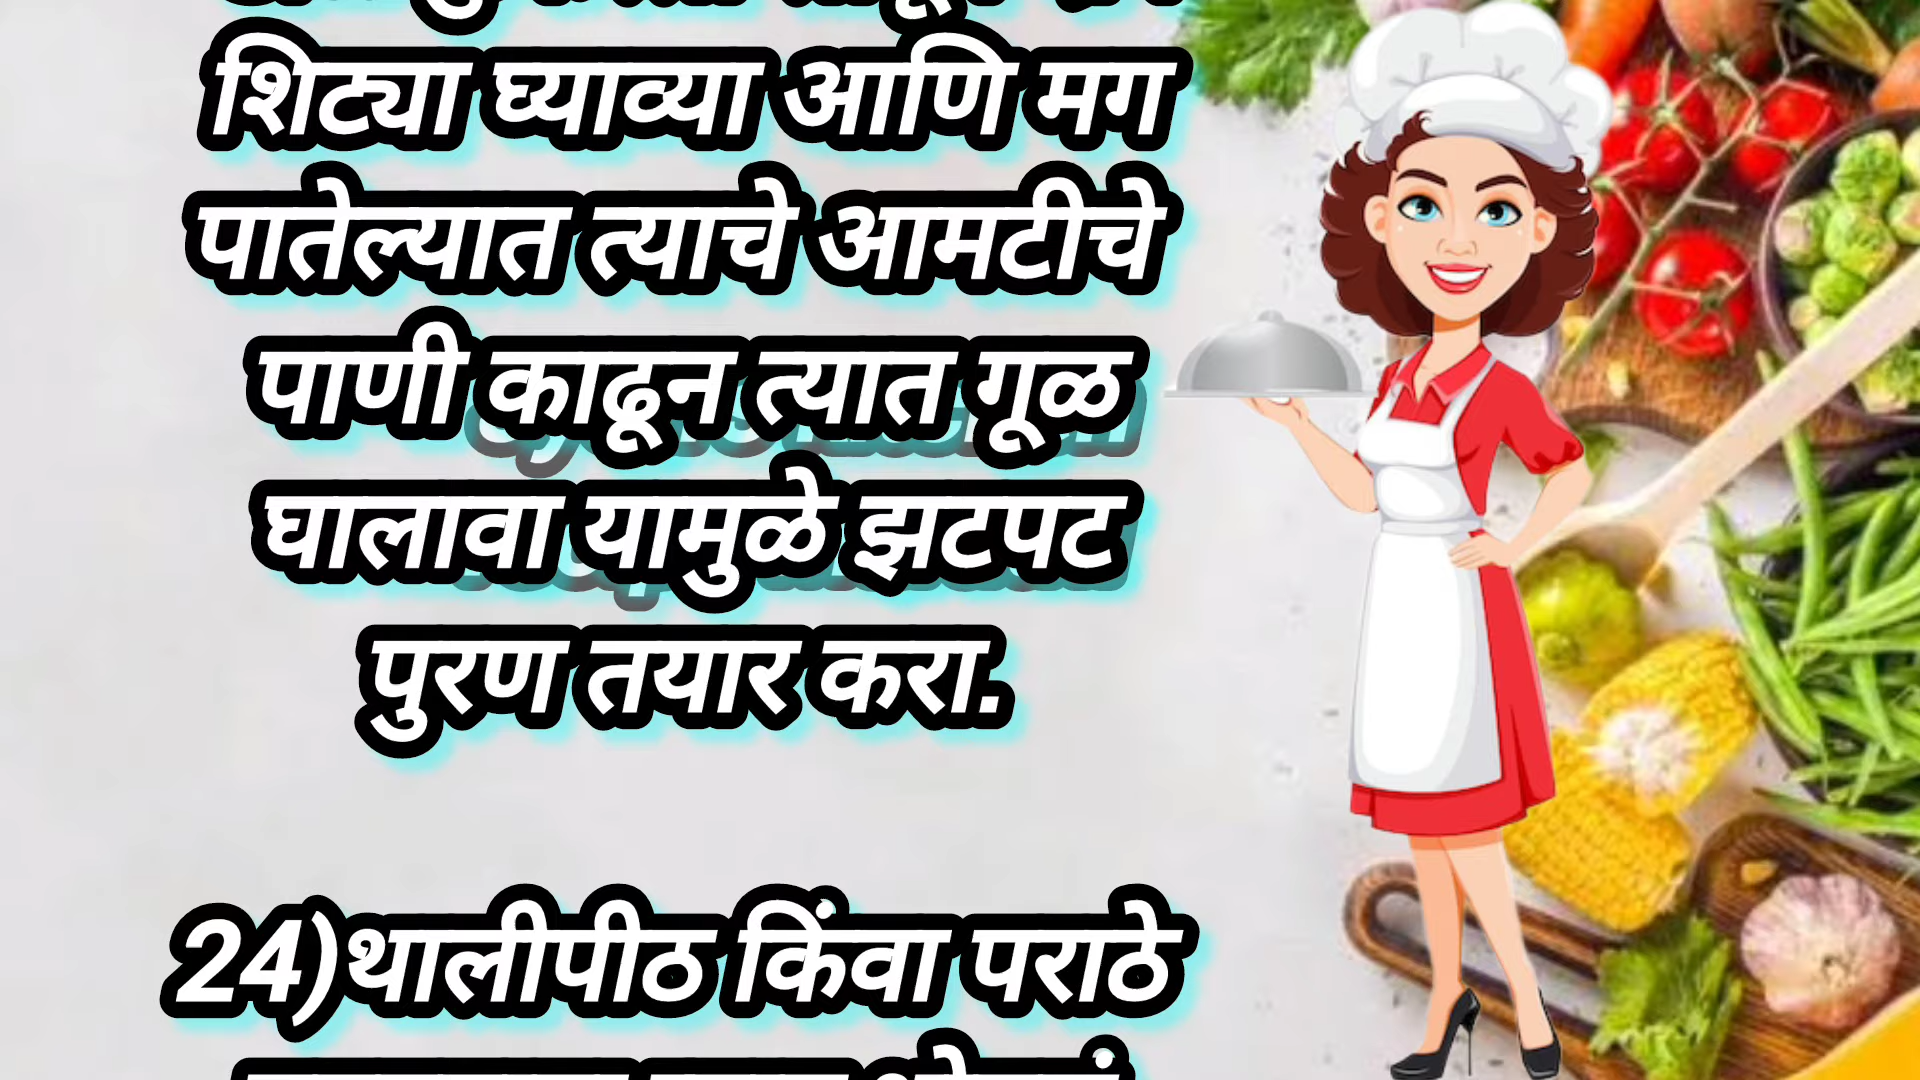 शिट्या घ्याव्या आणि मग
पातेल्यात त्याचे आमटीचे
पाणी काढून त्यात गूळ
घालावा यामुळे झटपट
पुरण तयार करा.
24)थालीपीठ किंवा पराठे